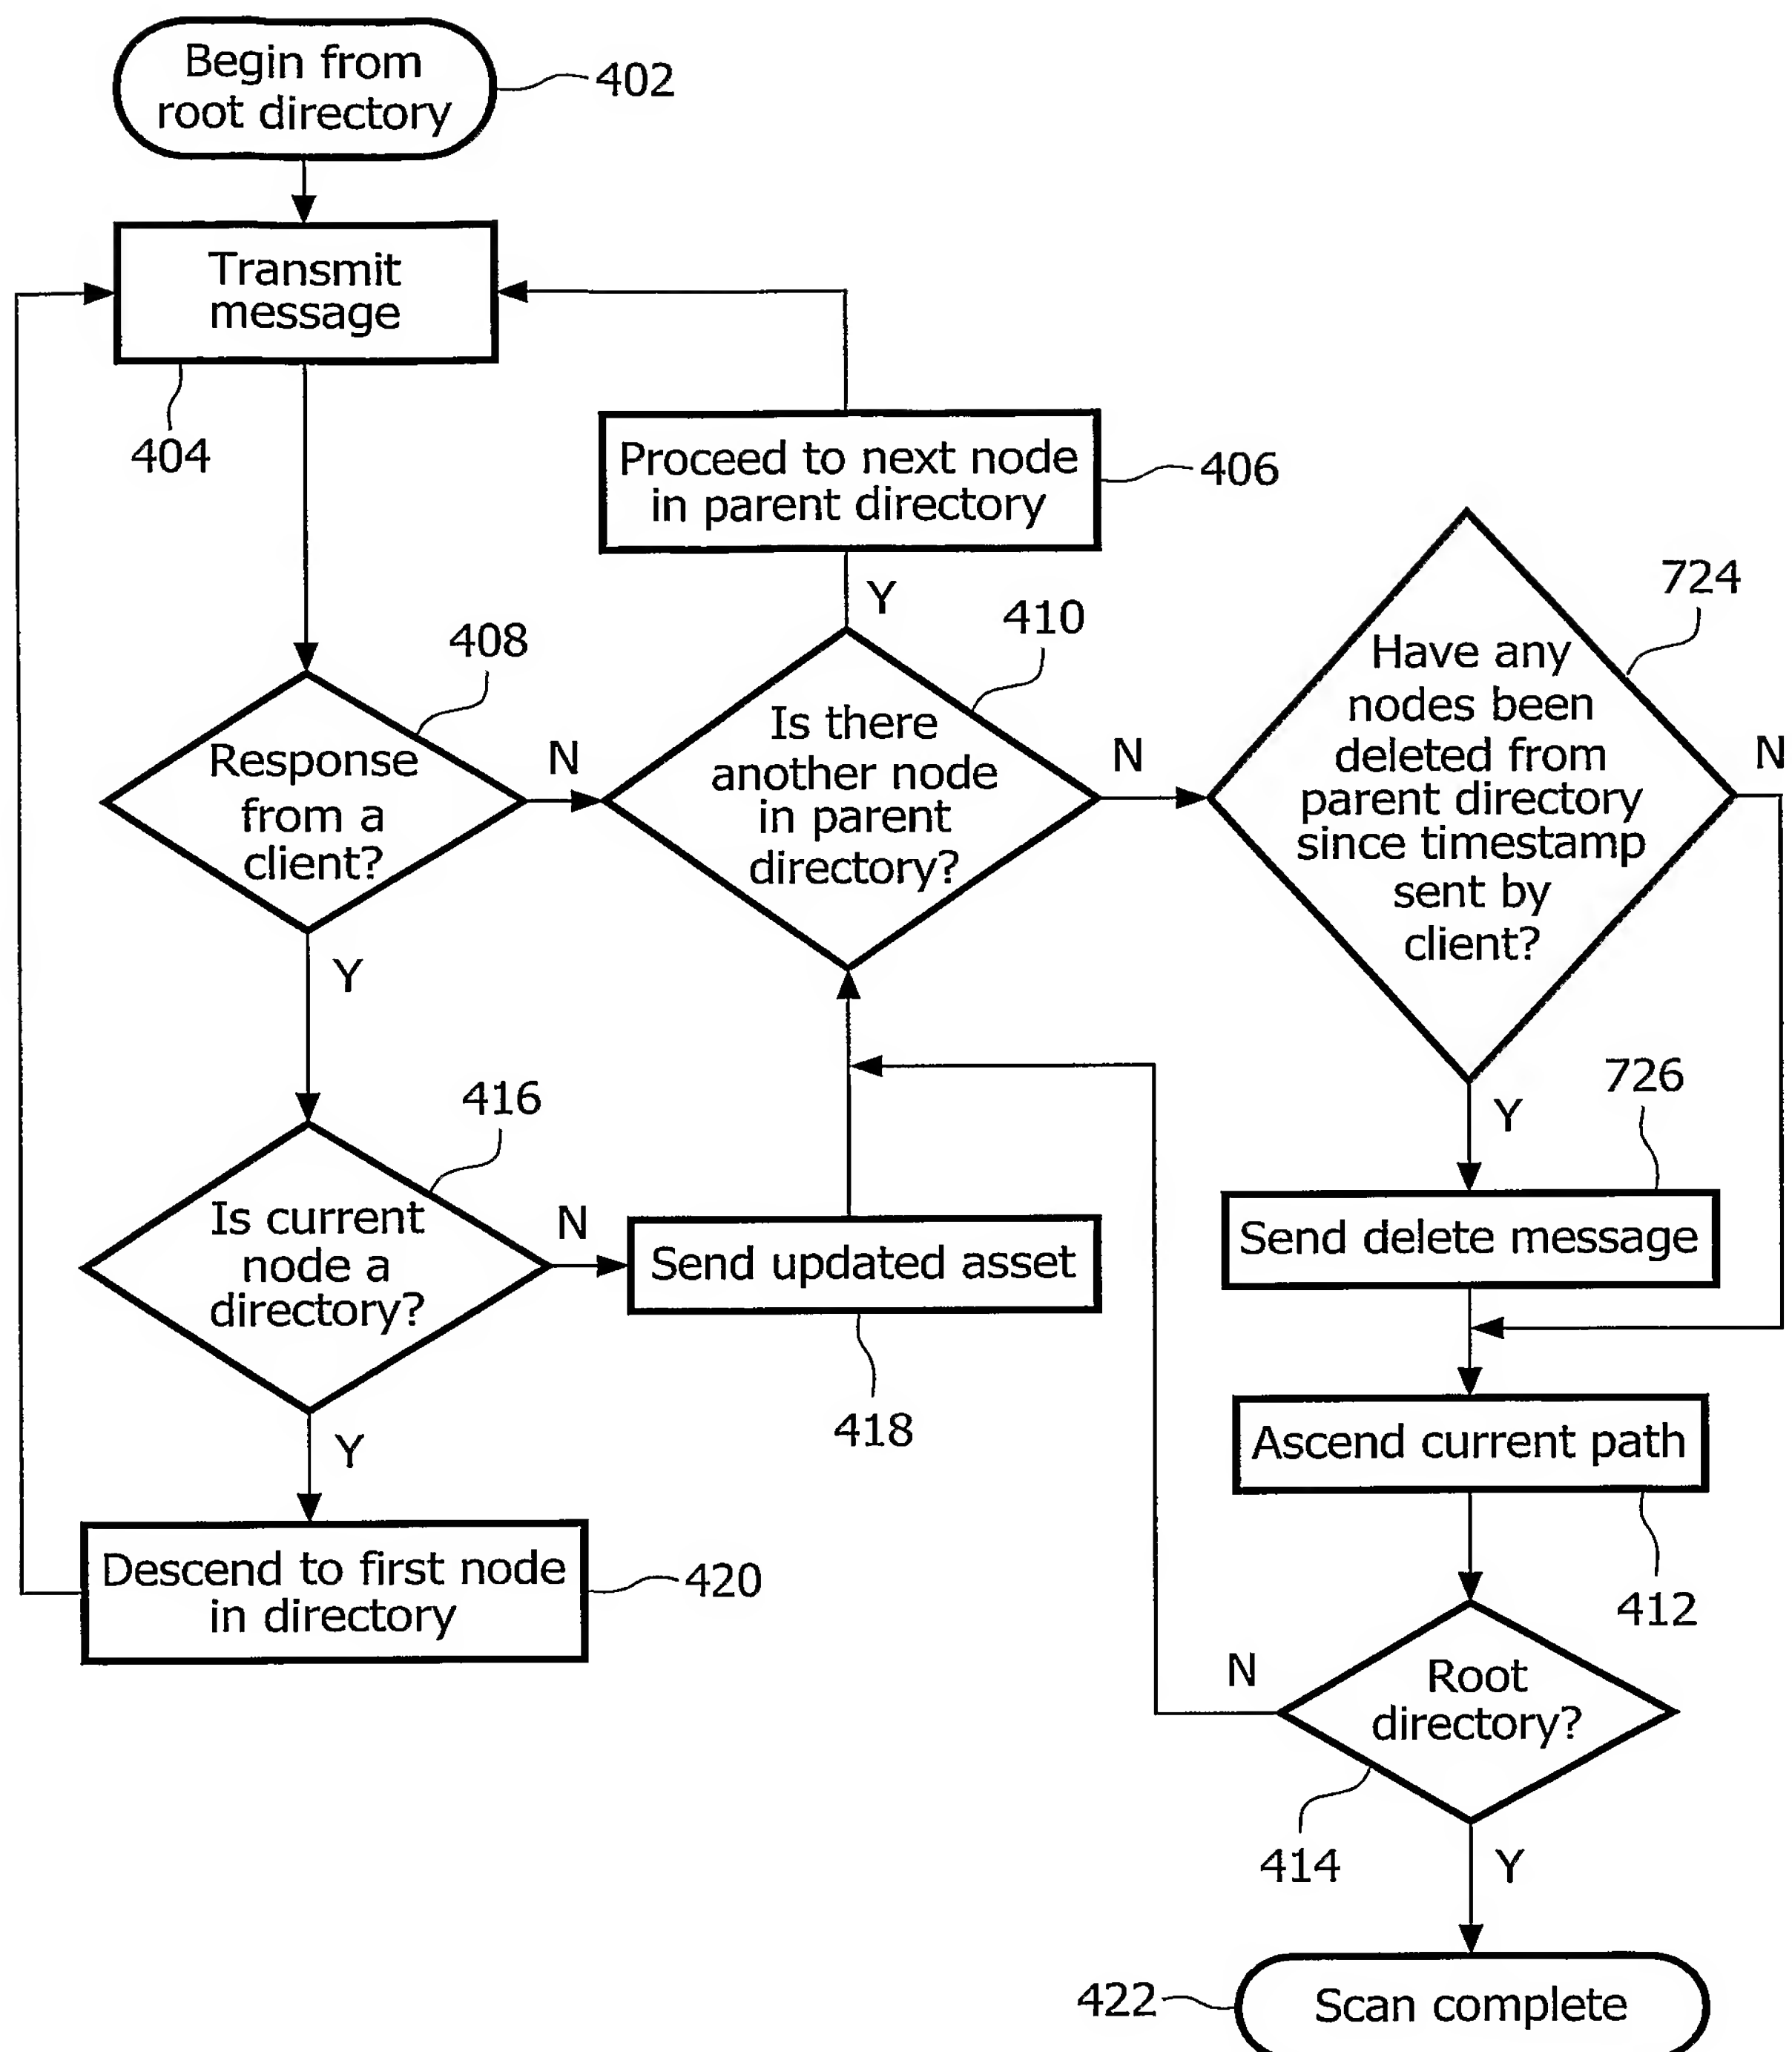 Begin from
root directory
402
Transmit
message
404
Proceed to next node
in parent directory
406
Y
408
Response
from a
client?
N
Y
410
Is there
another node
in parent
directory?
N
724
Have any
nodes been
deleted from
parent directory
since timestamp
sent by
client?
N
Y
416
Is current
node a
directory?
N
Y
Send updated asset
418
726
Send delete message
Ascend current path
412
Descend to first node
in directory
420
Root
directory?
N
414
Y
422
Scan complete